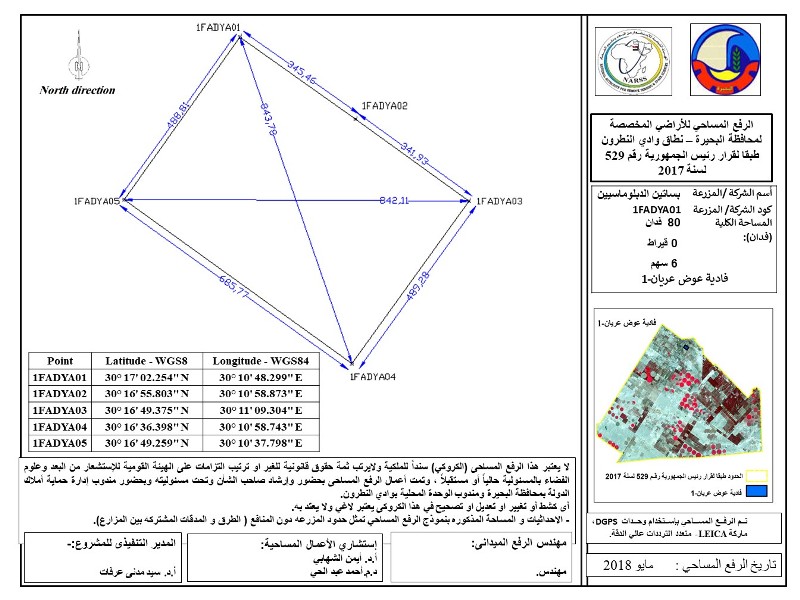 1FADYA01
North direction
345,46
1FADYA02
488,81
843,78
341,93
1FADYA05
842,11
1FADYA03
685,77
489,28
1FADYA04
Point Latitude - WGS8 Longitude - WGS84
1FADYA01 30° 17' 02.254" N 30° 10' 48.299" E
1FADYA02 30° 16' 55.803" N 30° 10' 58.873" E
1FADYA03 30° 16' 49.375" N 30° 11' 09.304" E
1FADYA04 30° 16' 36.398" N 30° 10' 58.743" E
1FADYA05 30° 16' 49.259" N 30° 10' 37.798" E
لا يعتبر هذا الرفع المساحى (الكروكي) سنداً للملكية ولايرتب ثمة حقوق قانونية للغير او ترتيب التزامات على الهيئة القومية للإستشعار من البعد وعلوم
الفضاء بالمسئولية حالياً او مستقبلاً ، وتمت أعمال الرفع المساحى بحضور وإرشاد صاحب الشأن وتحت مسئوليته وبحضور مندوب إدارة حماية أملاك
الدولة بمحافظة البحيرة ومندوب الوحدة المحلية بوادي النطرون.
أى كشط أو تغيير او تعديل او تصحيح في هذا الكروكى يعتبر لاغي ولا يعتد به.
- الاحداثيات و المساحة المذكوره بنموذج الرفع المساحي تمثل حدود المزرعه دون المنافع ( الطرق و المدقات المشتركه بين المزارع).
مهندس الرفع الميدانى:
مهندس.
إستشاري الأعمال المساحية:
أ.د. أيمن الشهابي
د.م.أحمد عبد الحي
المدير التنفيذى للمشروع:-
أ.د. سيد مدنى عرفات
NARSS
الرفع المساحي للأراضي المخصصة
لمحافظة البحيرة – نطاق وادي النطرون
طبقا لقرار رئيس الجمهورية رقم 529
لسنة 2017
أسم الشركة /المزرعة بساتين الدبلوماسيين
كود الشركة/ المزرعة 1FADYA01
المساحة الكلية 80 فدان
(فدان):
0 قيراط
6 سهم
فادية عوض عريان-1
فادية عوض عريان-1
الحدود طبقا لقرار رئيس الجمهورية رقم 529 لسنة 2017
فادية عوض عريان-1
تم الرفع المساحى بإستخدام وحدات DGPS،
ماركة LEICA – متعدد الترددات عالي الدقة.
تاريخ الرفع المساحي : مايو 2018